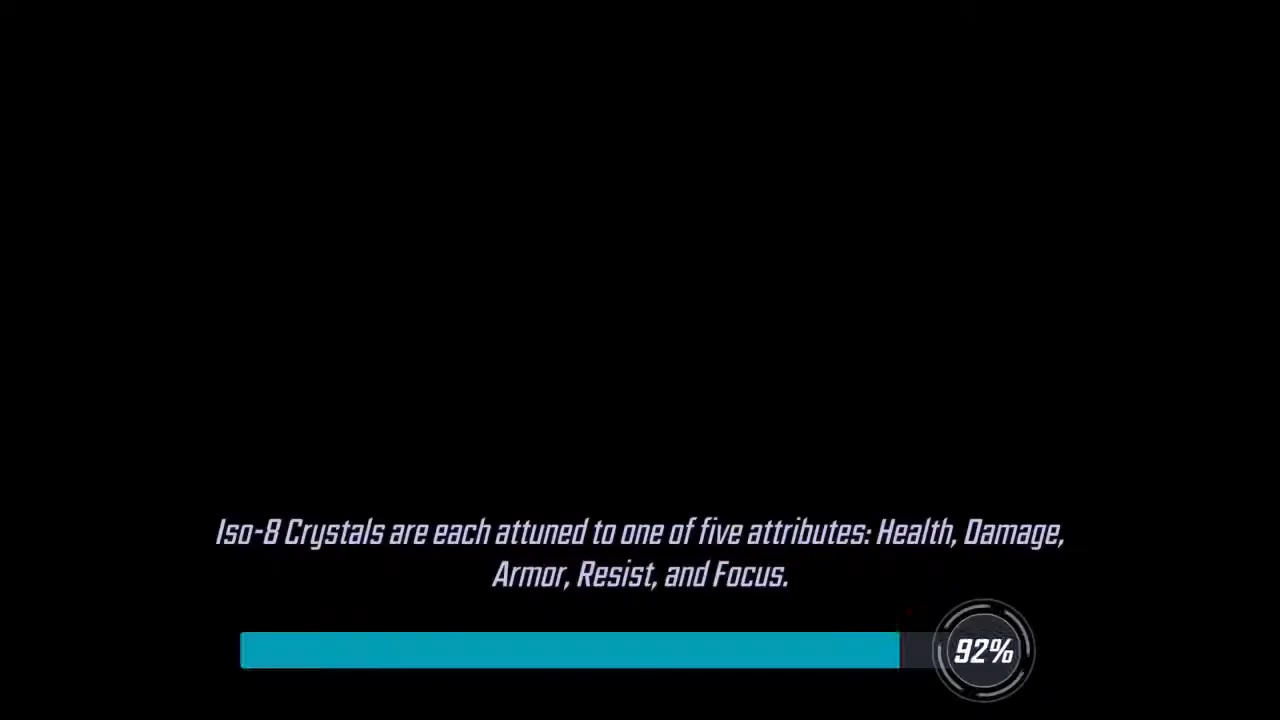 Iso-8 Crystals are each attuned to one of five attributes: Health, Damage,
Armor, Resist, and Focus.
92%